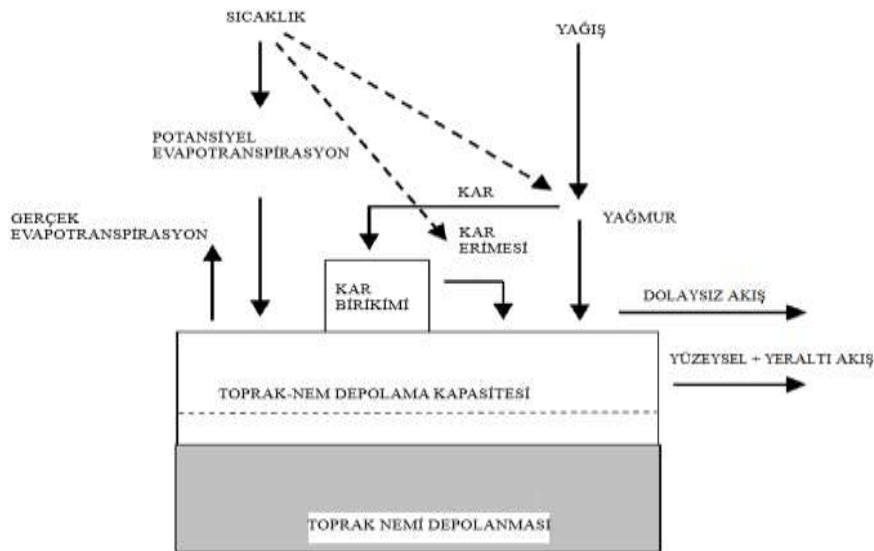 SICAKLIK
YAĞIŞ
POTANSİYEL
EVAPOTRANSPİRASYON
KAR
GERÇEK
EVAPOTRANSPİRASYON
YAĞMUR
KAR
ERİMESİ
KAR
BİRİKİMİ
DOLAYSIZ AKIŞ
YÜZEYSEL + YERALTI AKIŞ
TOPRAK-NEM DEPOLAMA KAPASİTESİ
TOPRAK NEMİ DEPOLANMASI